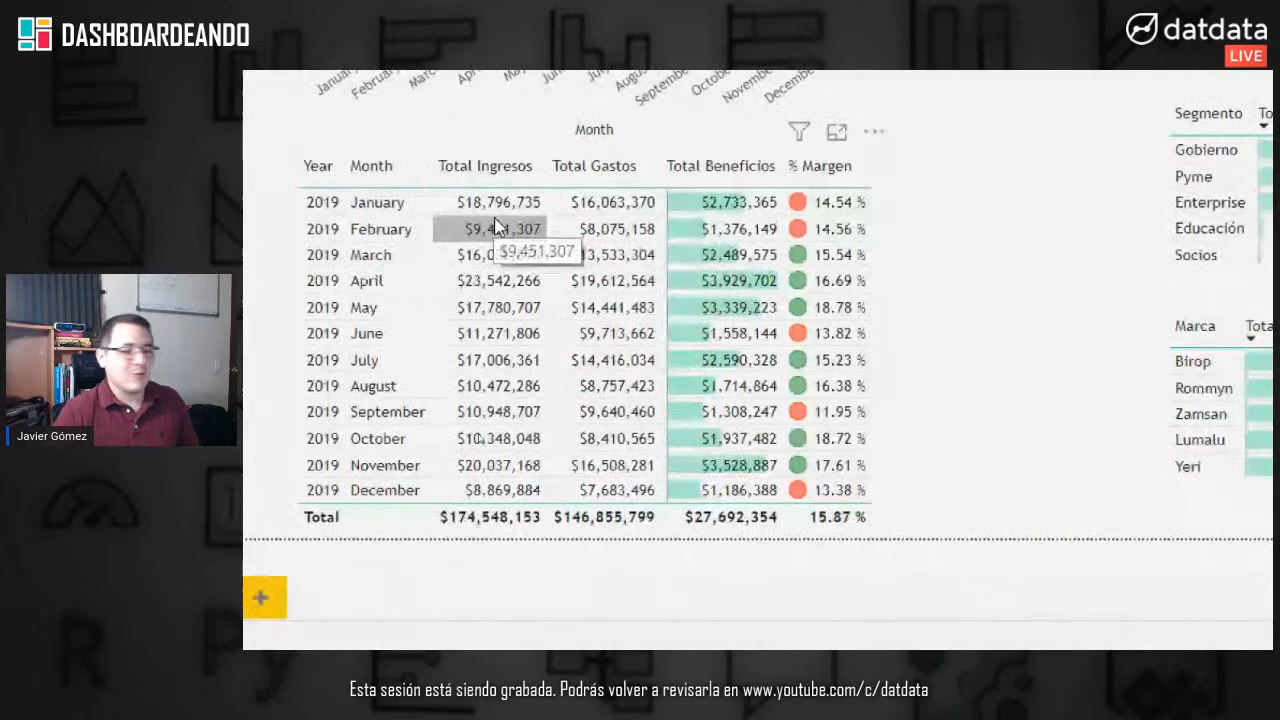 DASHBOARDEANDO
datdata
LIVE
Month
Year Month Total Ingresos Total Gastos Total Beneficios % Margen
2019 January $18,796,735 $16,063,370 $2,733,365 14.54 %
2019 February 1,307 $8,075,158 $1,376,149 14.56 %
$9,451,307
2019 March 13,533,304 $2,489,575 15.54 %
2019 April $23,542,266 $19,612,564 $3,929,702 16.69 %
2019 May $17,780,707 $14,441,483 $3,339,223 18.78 %
2019 June $11,271,806 $9,713,662 $1,558,144 13.82 %
2019 July $17,006,361 $14,416,034 $2,590,328 15.23 %
2019 August $10,472,286 $8,757,423 $1,714,864 16.38 %
2019 September $10,948,707 $9,640,460 $1,308,247 11.95 %
2019 October $10,348,048 $8,410,565 $1,937,482 18.72 %
2019 November $20,037,168 $16,508,281 $3,528,887 17.61 %
2019 December $8,869,884 $7,683,496 $1,186,388 13.38 %
Total $174,548,153 $146,855,799 $27,692,354 15.87 %
Segmento To
Gobierno
Pyme
Enterprise
Educación
Socios
Marca Tota
Birop
Rommyn
Zamsan
Lumalu
Yeri
Javier Gómez
Esta sesión está siendo grabada. Podrás volver a revisarla en www.youtube.com/c/datdata